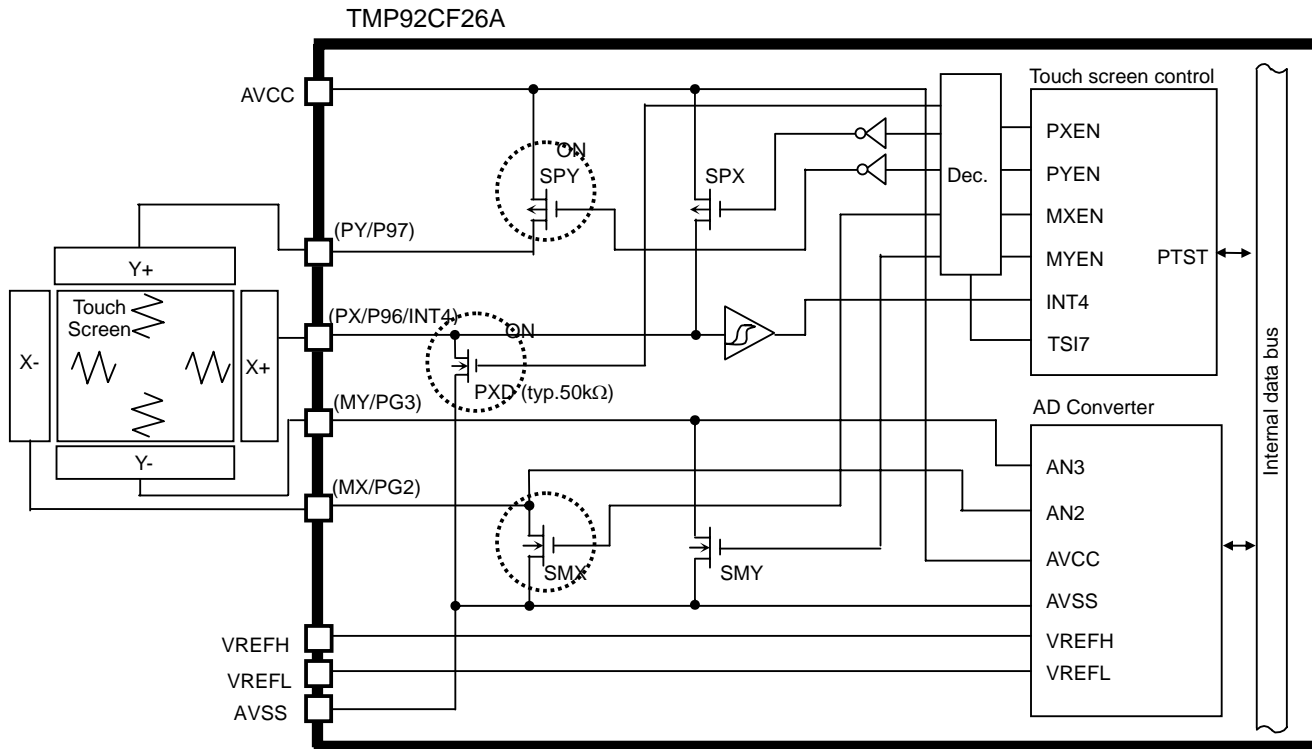 TMP92CF26A
AVCC
Touch screen control
PXEN
PYEN
MXEN
MYEN
PTST
INT4
TSI7
Dec.
ON
SPY
SPX
(PY/P97)
Y+
Touch
Screen
X-
X+
Y-
(PX/P96/INT4)
ON
PXD (typ.50kΩ)
(MY/PG3)
(MX/PG2)
SMX
SMY
AD Converter
AN3
AN2
AVCC
AVSS
VREFH
VREFL
Internal data bus
VREFH
VREFL
AVSS